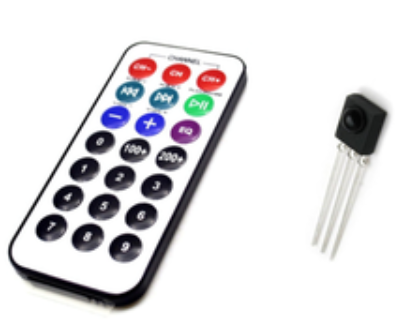 CHANNEL
CH- CH CH+
- + EQ
0 100+ 200+
1 2 3
4 5 6
7 8 9